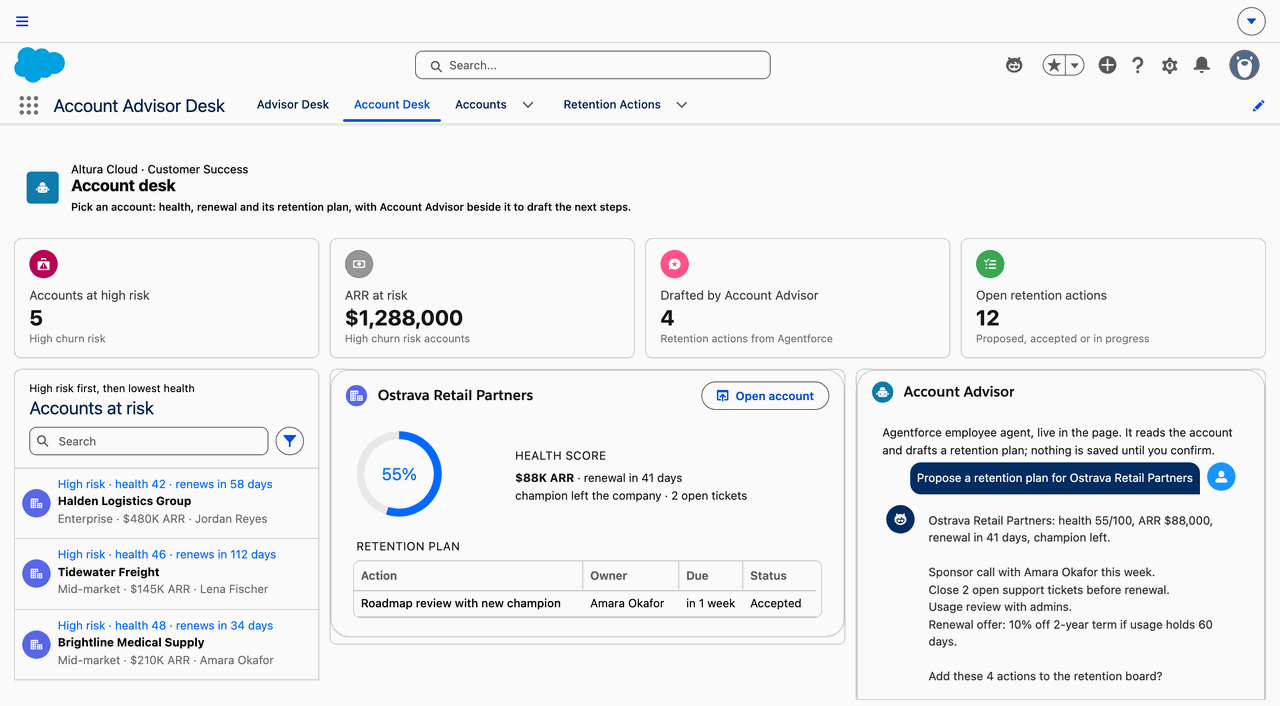 Search...
Account Advisor Desk
Advisor Desk
Account Desk
Accounts
Retention Actions
Altura Cloud · Customer Success
Account desk
Pick an account: health, renewal and its retention plan, with Account Advisor beside it to draft the next steps.
Accounts at high risk
5
High churn risk
ARR at risk
$1,288,000
High churn risk accounts
Drafted by Account Advisor
4
Retention actions from Agentforce
Open retention actions
12
Proposed, accepted or in progress
High risk first, then lowest health
Accounts at risk
Search
High risk · health 42 · renews in 58 days
Halden Logistics Group
Enterprise · $480K ARR · Jordan Reyes
High risk · health 46 · renews in 112 days
Tidewater Freight
Mid-market · $145K ARR · Lena Fischer
High risk · health 48 · renews in 34 days
Brightline Medical Supply
Mid-market · $210K ARR · Amara Okafor
Ostrava Retail Partners
Open account
55%
HEALTH SCORE
$88K ARR · renewal in 41 days
champion left the company · 2 open tickets
RETENTION PLAN
Action Owner Due Status
Roadmap review with new champion Amara Okafor in 1 week Accepted
Account Advisor
Agentforce employee agent, live in the page. It reads the account
and drafts a retention plan; nothing is saved until you confirm.
Propose a retention plan for Ostrava Retail Partners
Ostrava Retail Partners: health 55/100, ARR $88,000,
renewal in 41 days, champion left.
Sponsor call with Amara Okafor this week.
Close 2 open support tickets before renewal.
Usage review with admins.
Renewal offer: 10% off 2-year term if usage holds 60
days.
Add these 4 actions to the retention board?